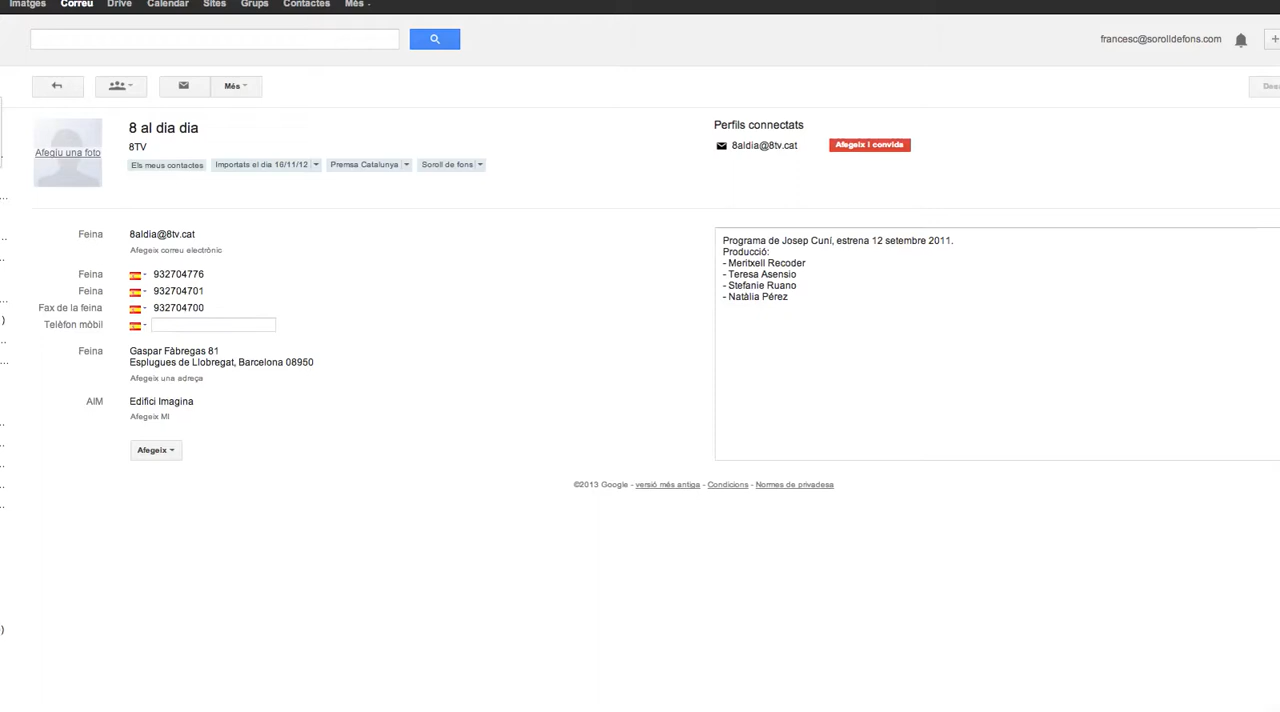 Imatges Correu Drive Calendar Sites Grups Contactes Més
francesc@sorolldefons.com
Més
8 al dia dia
8TV
Afegiu una foto
Els meus contactes Importats el dia 16/11/12 Premsa Catalunya Soroll de fons
Perfils connectats
8aldia@8tv.cat Afegeix i convida
Feina 8aldia@8tv.cat
Afegeix correu electrònic
Feina 932704776
Feina 932704701
Fax de la feina 932704700
Telèfon mòbil
Feina Gaspar Fàbregas 81
Esplugues de Llobregat, Barcelona 08950
Afegeix una adreça
AIM Edifici Imagina
Afegeix MI
Afegeix
Programa de Josep Cuní, estrena 12 setembre 2011.
Producció:
- Meritxell Recoder
- Teresa Asensio
- Stefanie Ruano
- Natàlia Pérez
©2013 Google - versió més antiga - Condicions - Normes de privadesa